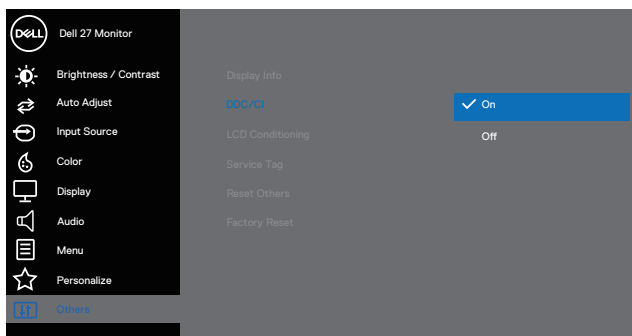 DELL
Dell 27 Monitor
Brightness / Contrast
Auto Adjust
Input Source
Color
Display
Audio
Menu
Personalize
Others
Display Info
DDC/CI
LCD Conditioning
Service Tag
Reset Others
Factory Reset
On
Off